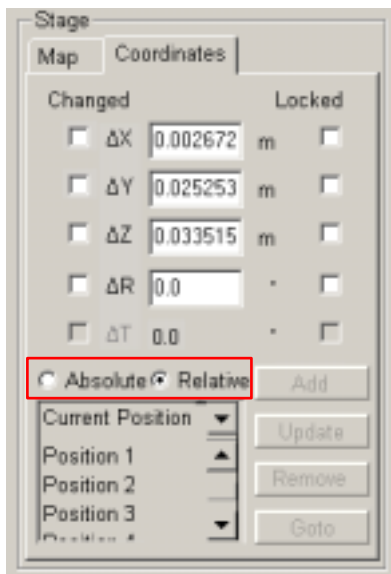 Stage
Map Coordinates
Changed Locked
ΔX 0.002672 m
ΔY 0.025253 m
ΔZ 0.033515 m
ΔR 0.0 °
ΔT 0.0 °
Absolute Relative Add
Current Position
Update
Position 1
Position 2 Remove
Position 3
Goto